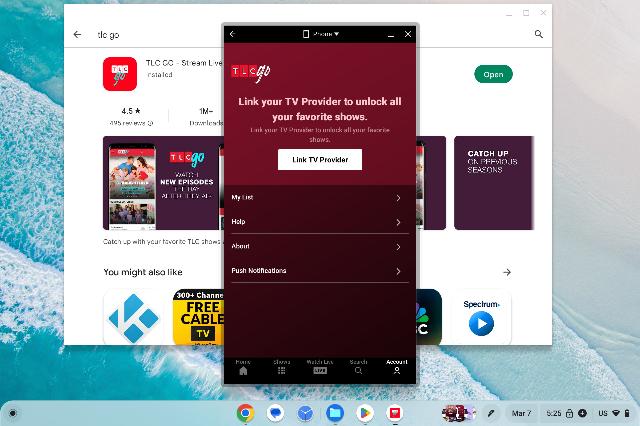 tlc go
TLC GO - Stream Live
Installed
Open
4.5 ★
495 reviews
1M+
Downloads
TLC go
WATCH
NEW EPISODES
THE DAY
AFTER THEY AIR
CATCH UP
ON PREVIOUS
SEASONS
Catch up with your favorite TLC shows
You might also like
300+ Channe
FREE
CABLE
TV
BC
Spectrum
Phone
TLC go
Link your TV Provider to unlock all
your favorite shows.
Link your TV Provider to unlock all your favorite
shows.
Link TV Provider
My List
Help
About
Push Notifications
Home
Shows
Watch Live
LIVE
Search
Account
Mar 7
5:25
US